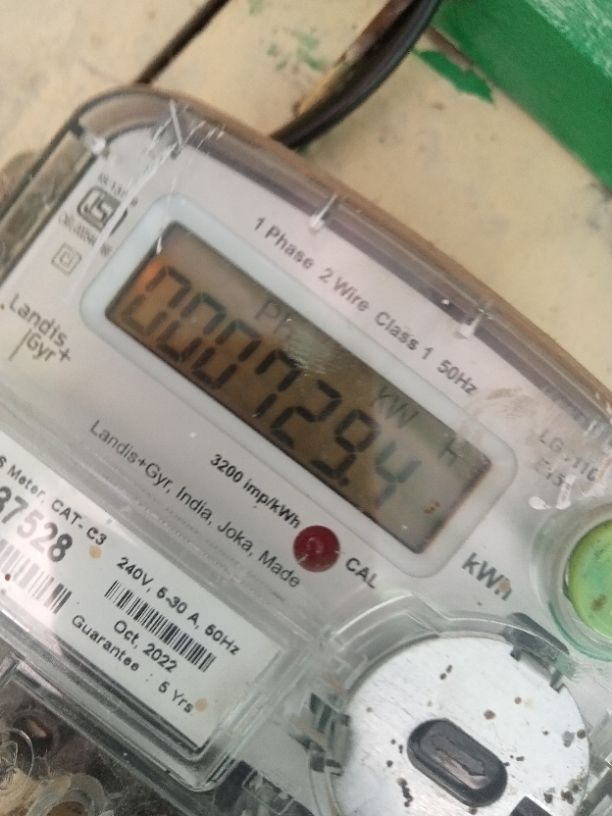 1 Phase 2 Wire Class 1 50Hz
Landis+
Gyr+
KW H
0007729.4
kWh
3200 imp/kWh
CAL
Landis+Gyr, India, Joka, Made
Meter, CAT- C3
37528
240V, 5-30 A, 50Hz
Oct, 2022
Guarantee : 5 Yrs